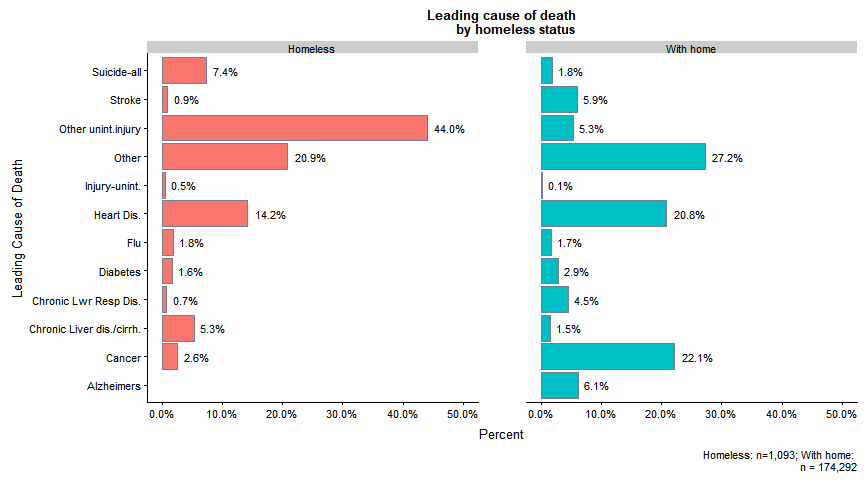 Leading cause of death
by homeless status
Homeless
With home
Leading Cause of Death
Suicide-all
7.4%
1.8%
Stroke
0.9%
5.9%
Other unint.injury
44.0%
5.3%
Other
20.9%
27.2%
Injury-unint.
0.5%
0.1%
Heart Dis.
14.2%
20.8%
Flu
1.8%
1.7%
Diabetes
1.6%
2.9%
Chronic Lwr Resp Dis.
0.7%
4.5%
Chronic Liver dis./cirrh.
5.3%
1.5%
Cancer
2.6%
22.1%
Alzheimers
6.1%
0.0% 10.0% 20.0% 30.0% 40.0% 50.0%
0.0% 10.0% 20.0% 30.0% 40.0% 50.0%
Percent
Homeless: n=1,093; With home:
n = 174,292